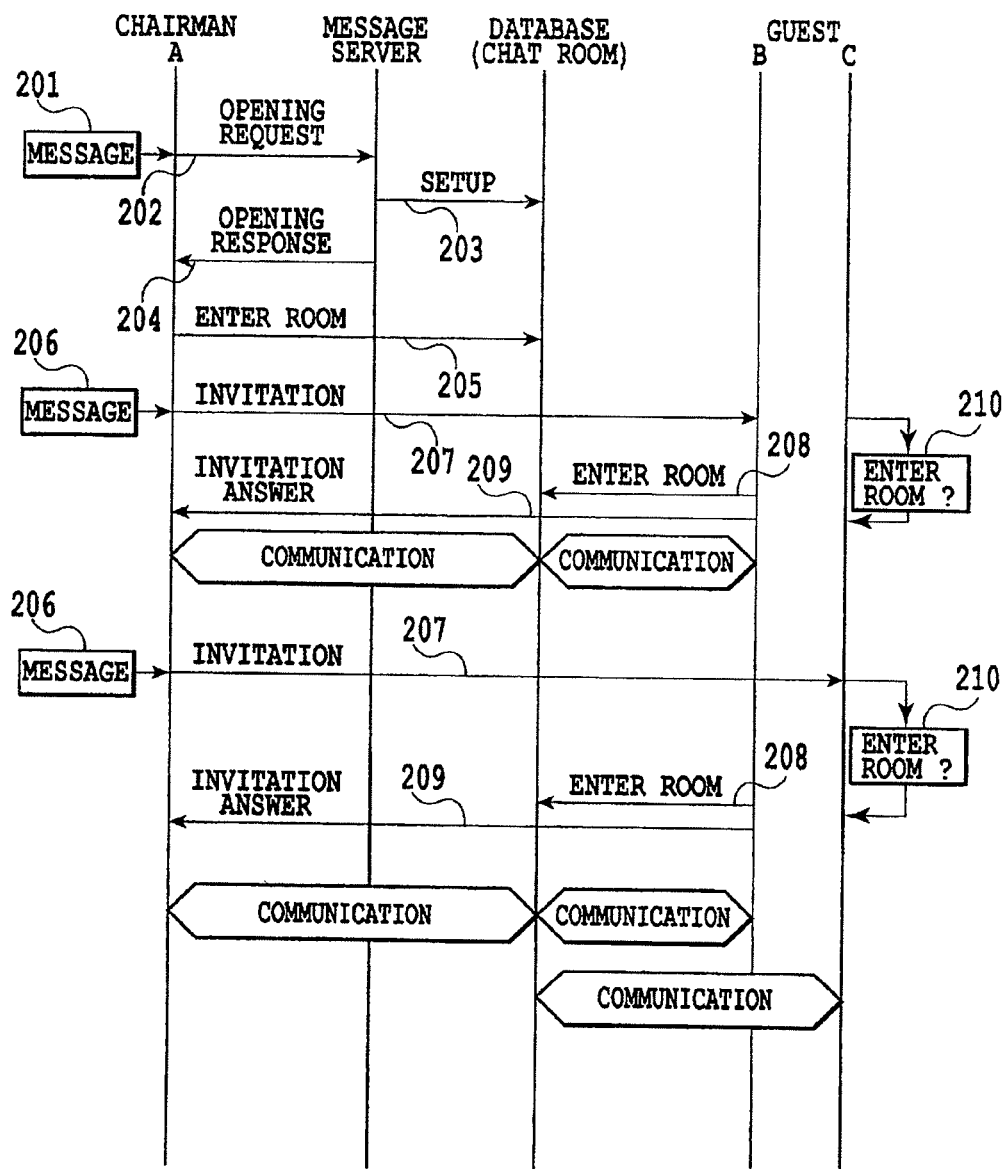 CHAIRMAN
A
MESSAGE
SERVER
DATABASE
(CHAT ROOM)
GUEST
B
C
201
MESSAGE
OPENING
REQUEST
202
SETUP
203
OPENING
RESPONSE
204
ENTER ROOM
205
206
MESSAGE
INVITATION
207
210
ENTER
ROOM ?
INVITATION
ANSWER
209
ENTER ROOM
208
COMMUNICATION
COMMUNICATION
206
MESSAGE
INVITATION
207
210
ENTER
ROOM ?
INVITATION
ANSWER
209
ENTER ROOM
208
COMMUNICATION
COMMUNICATION
COMMUNICATION